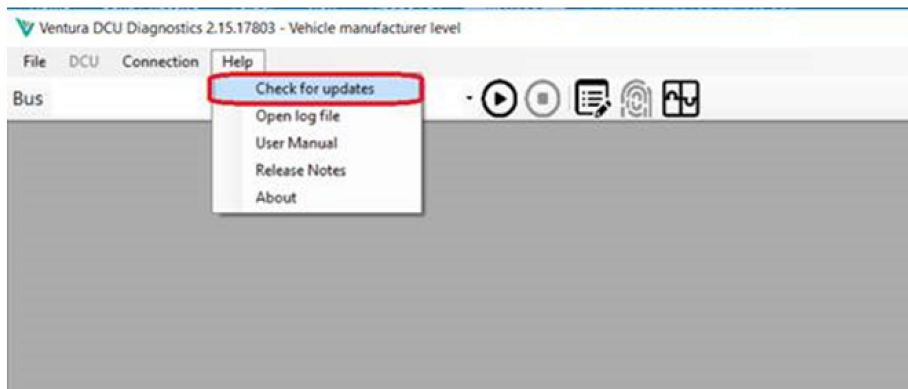 Ventura DCU Diagnostics 2.15.17803 - Vehicle manufacturer level
File DCU Connection Help
Bus
Check for updates
Open log file
User Manual
Release Notes
About